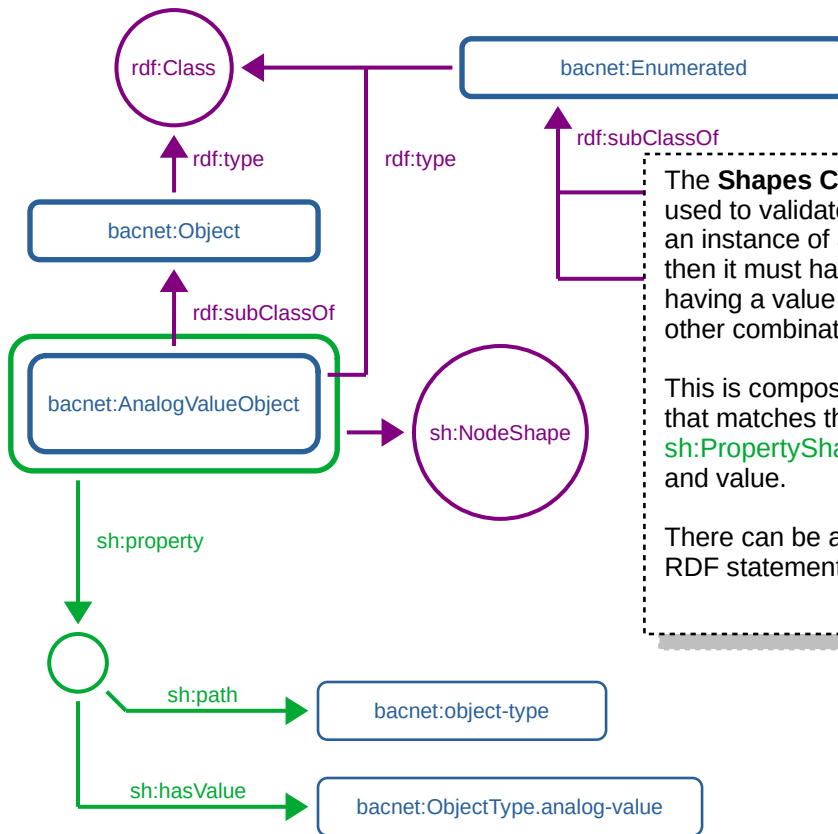 rdf:Class
bacnet:Enumerated
rdf:type
rdf:type
rdf:subClassOf
bacnet:Object
rdf:subClassOf
bacnet:AnalogValueObject
sh:NodeShape
The Shapes C
used to validat
an instance of
then it must ha
having a value
other combinat
This is compos
that matches th
sh:PropertySha
and value.
There can be a
RDF statement
sh:property
sh:path
bacnet:object-type
sh:hasValue
bacnet:ObjectType.analog-value